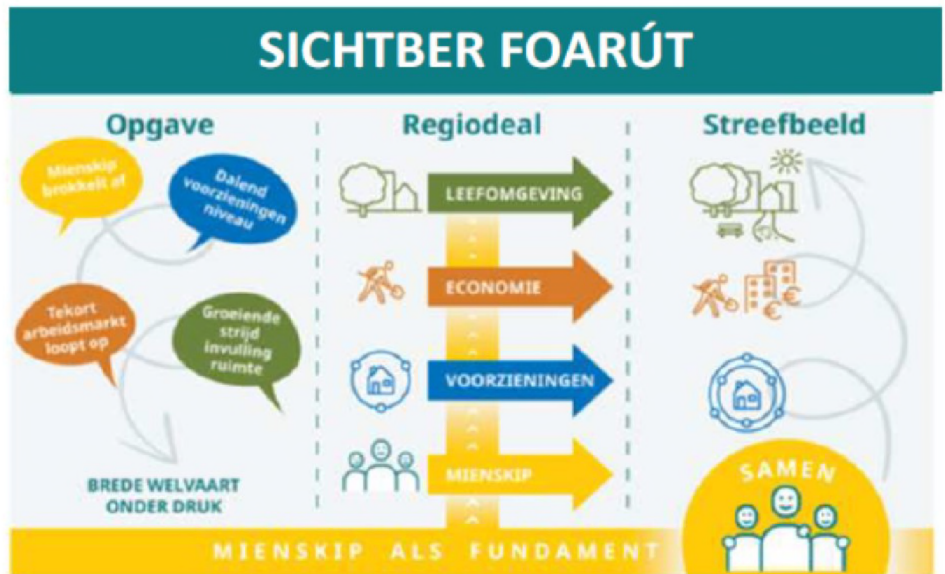 SICHTBER FOARÚT
Opgave
Mienskip
brokkelt af
Dalend
voorzieningen
niveau
Tekort
arbeidsmarkt
loopt op
Groeiende
strijd
invulling
ruimte
BREDE WELVAART
ONDER DRUK
Regiodeal
LEEFOMGEVING
ECONOMIE
VOORZIENINGEN
MIENSKIP
Streefbeeld
SAMEN
MIENSKIP ALS FUNDAMENT